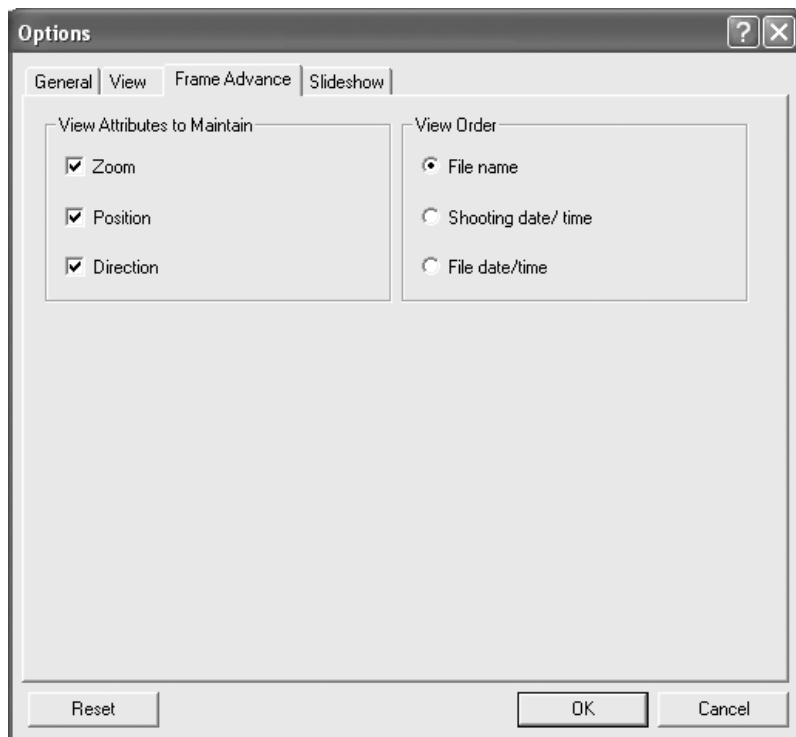 Options
General View Frame Advance Slideshow
View Attributes to Maintain
Zoom
Position
Direction
View Order
File name
Shooting date/ time
File date/time
Reset OK Cancel